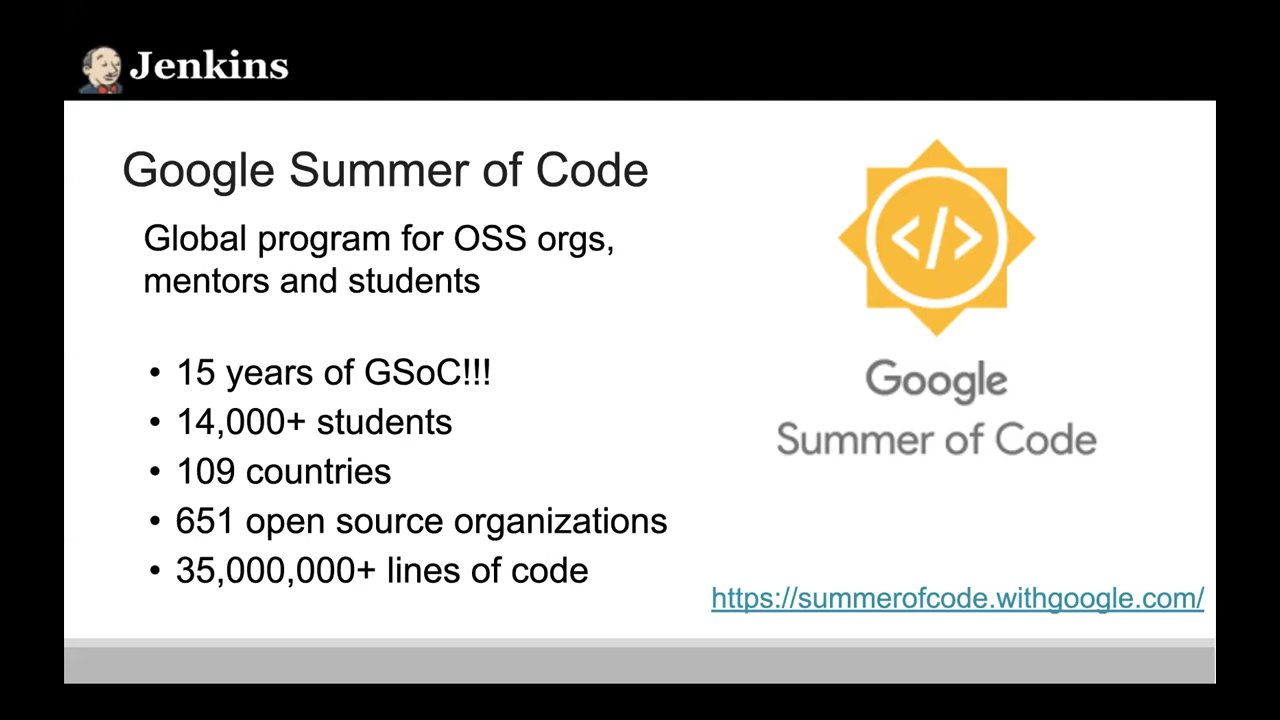 Jenkins
Google Summer of Code
Global program for OSS orgs,
mentors and students
• 15 years of GSoC!!!
• 14,000+ students
• 109 countries
• 651 open source organizations
• 35,000,000+ lines of code
</>
Google
Summer of Code
https://summerofcode.withgoogle.com/